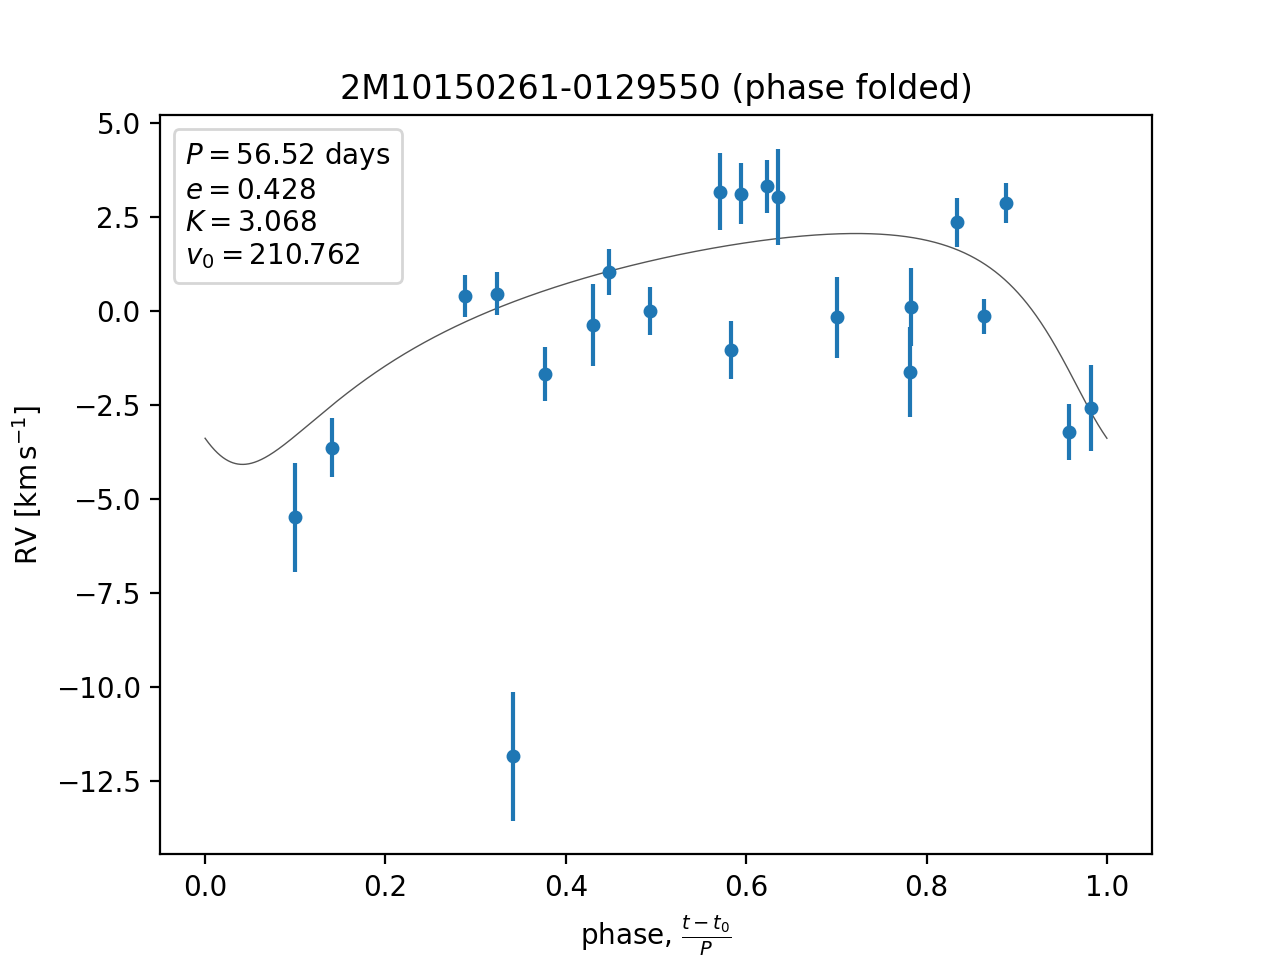 2M10150261-0129550 (phase folded)
P = 56.52 days
e = 0.428
K = 3.068
v₀ = 210.762
5.0
2.5
0.0
−2.5
−5.0
−7.5
−10.0
−12.5
RV [km s⁻¹]
0.0 0.2 0.4 0.6 0.8 1.0
phase, (t − t₀)/P